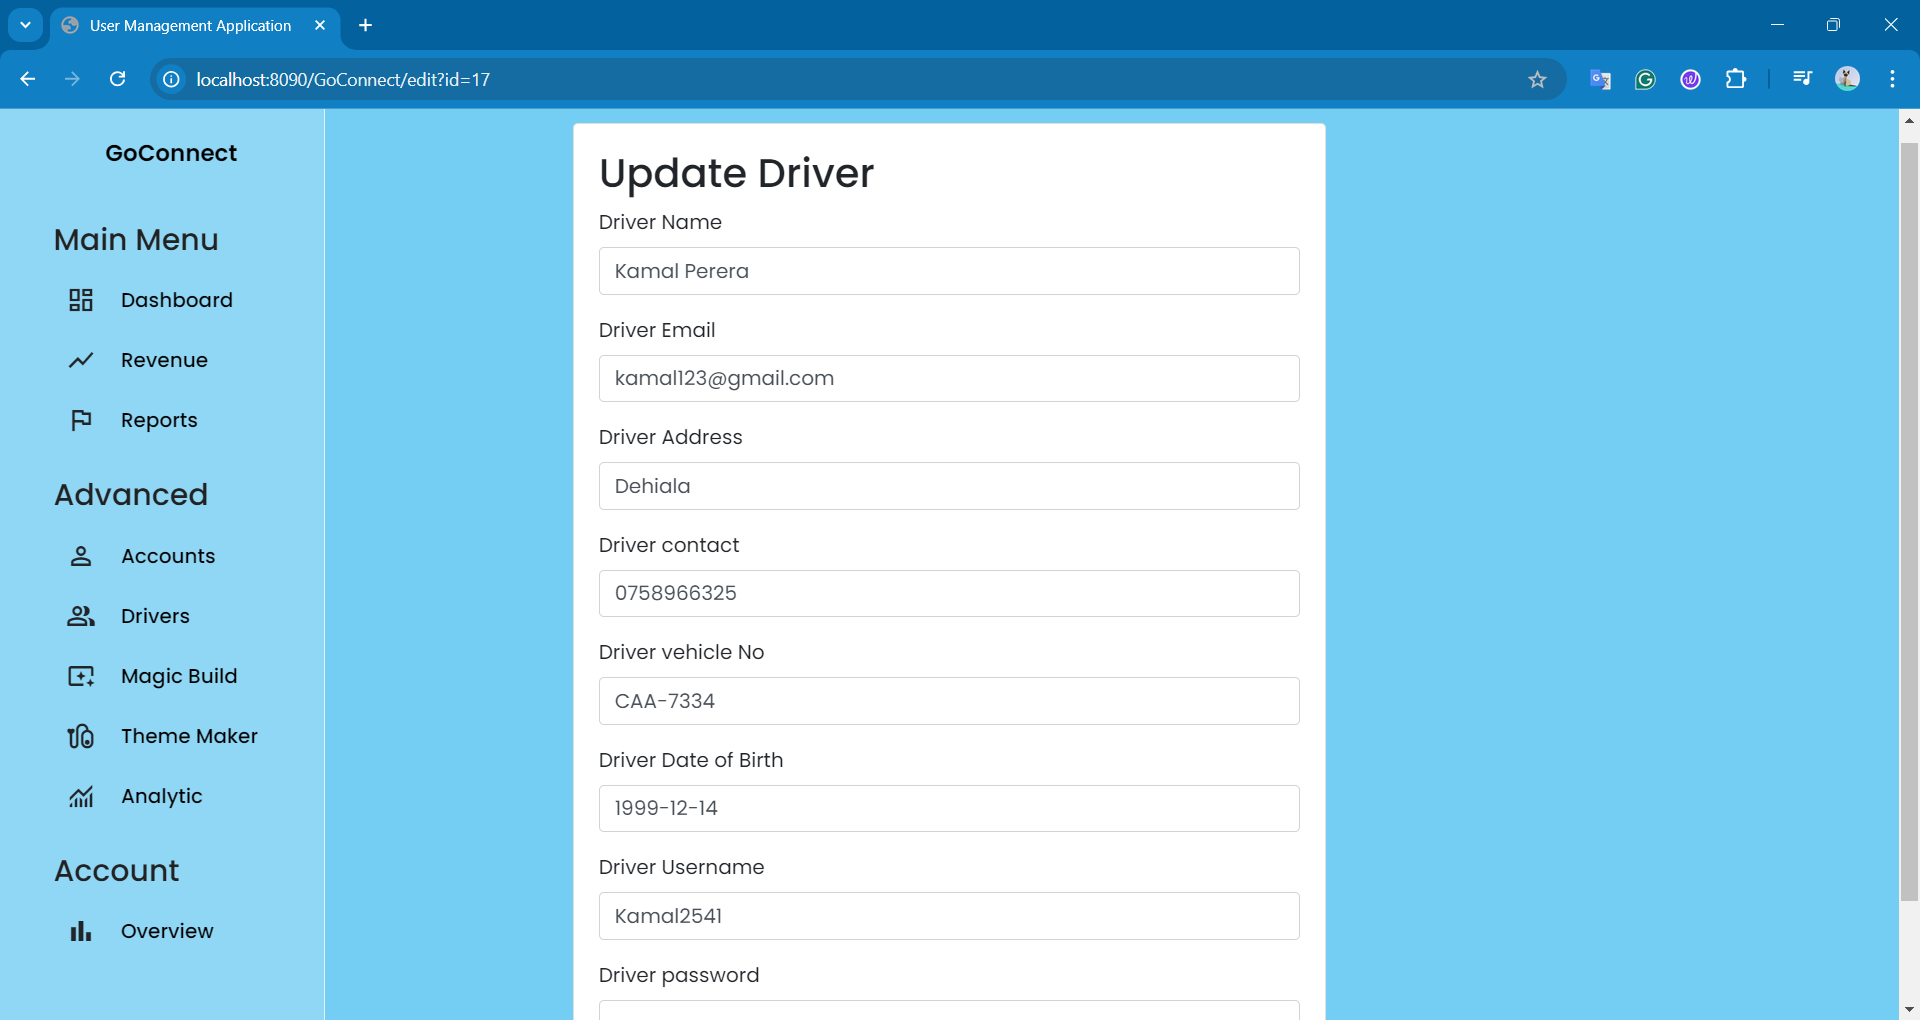 User Management Application
localhost:8090/GoConnect/edit?id=17
GoConnect
Main Menu
Dashboard
Revenue
Reports
Advanced
Accounts
Drivers
Magic Build
Theme Maker
Analytic
Account
Overview
Update Driver
Driver Name
Kamal Perera
Driver Email
kamal123@gmail.com
Driver Address
Dehiala
Driver contact
0758966325
Driver vehicle No
CAA-7334
Driver Date of Birth
1999-12-14
Driver Username
Kamal2541
Driver password